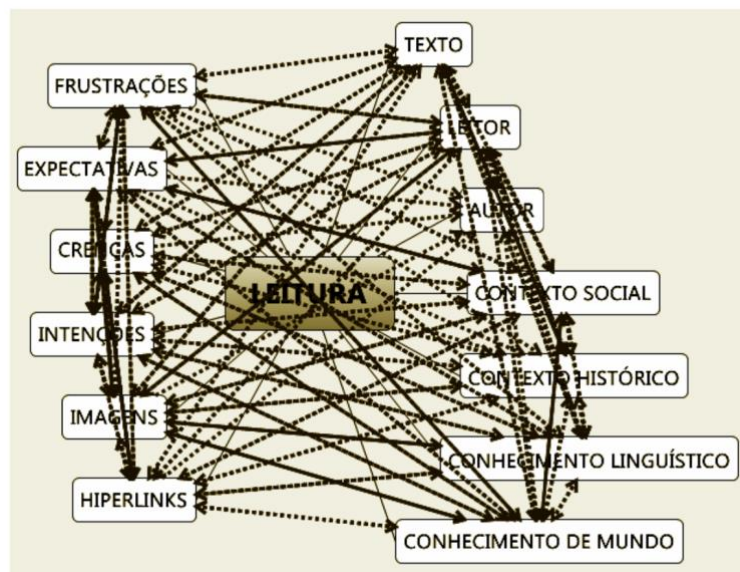 TEXTO
FRUSTRAÇÕES
LEITOR
EXPECTATIVAS
AUTOR
CRENÇAS
LEITURA
CONTEXTO SOCIAL
INTENÇÕES
CONTEXTO HISTÓRICO
IMAGENS
CONHECIMENTO LINGUÍSTICO
HIPERLINKS
CONHECIMENTO DE MUNDO